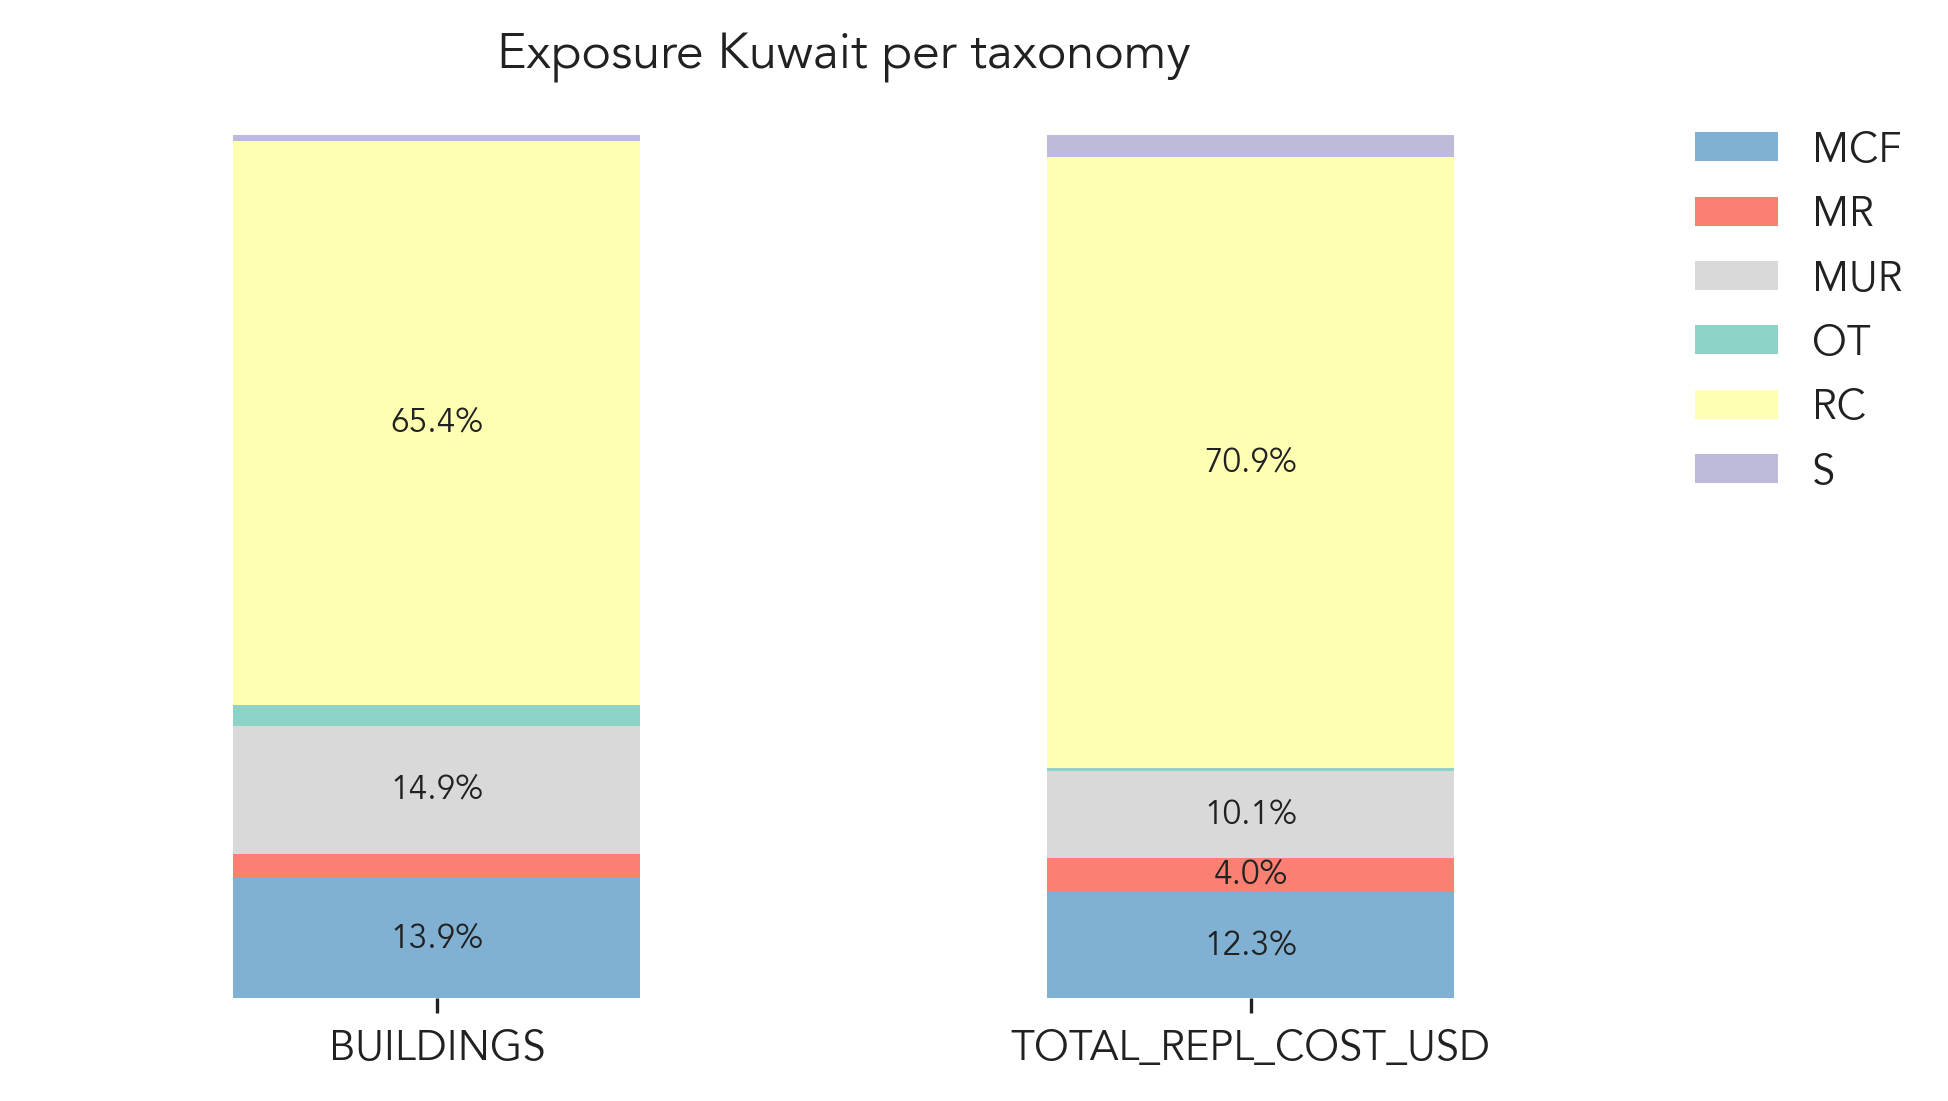 Exposure Kuwait per taxonomy
MCF
MR
MUR
OT
RC
S
65.4%
14.9%
13.9%
70.9%
10.1%
4.0%
12.3%
BUILDINGS
TOTAL_REPL_COST_USD